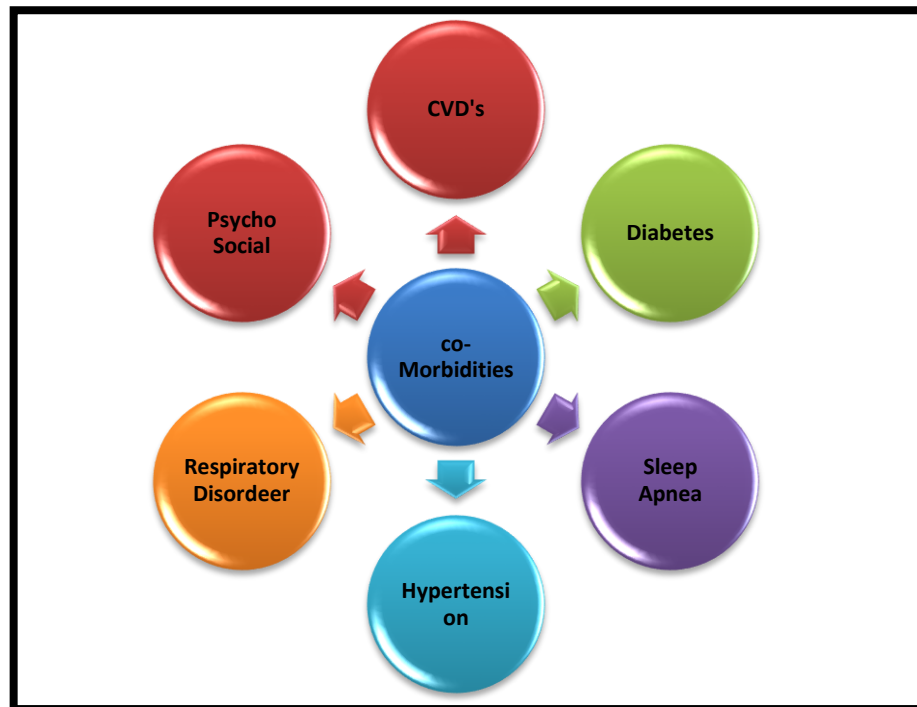 CVD's
Psycho
Social
Diabetes
co-
Morbidities
Respiratory
Disordeer
Sleep
Apnea
Hypertensi
on